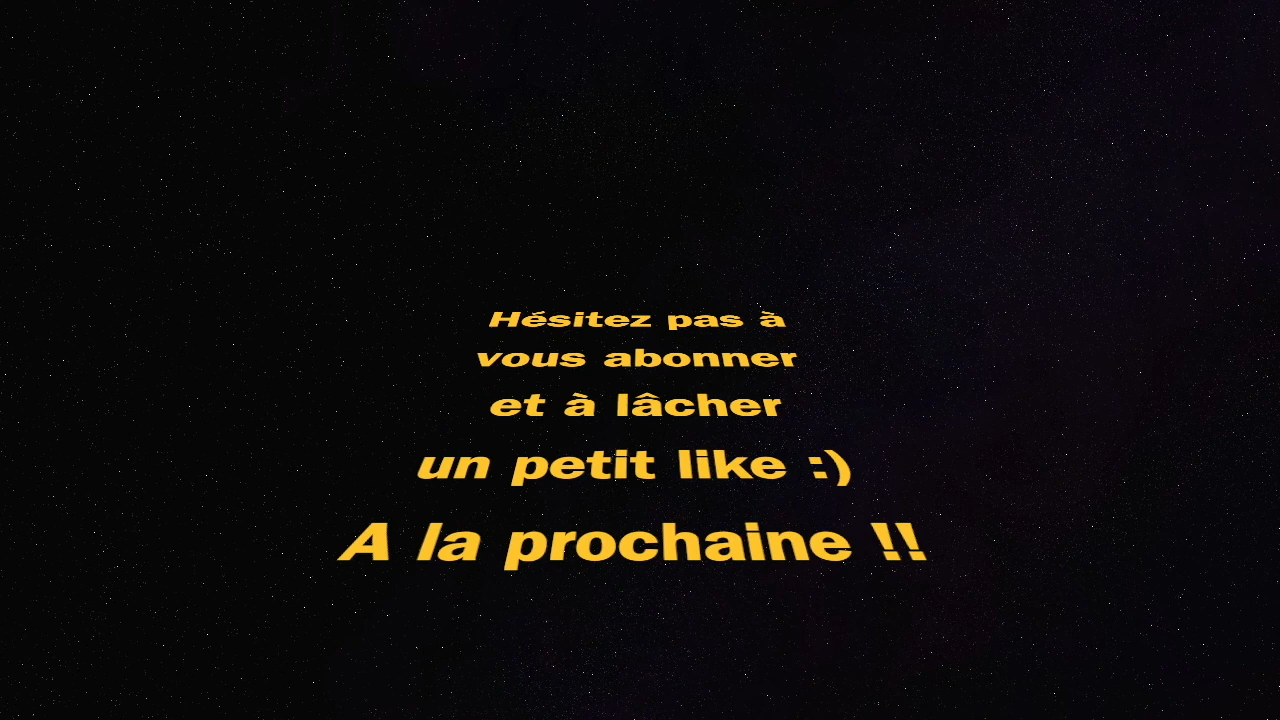 Hésitez pas à
vous abonner
et à lâcher
un petit like :)
A la prochaine !!